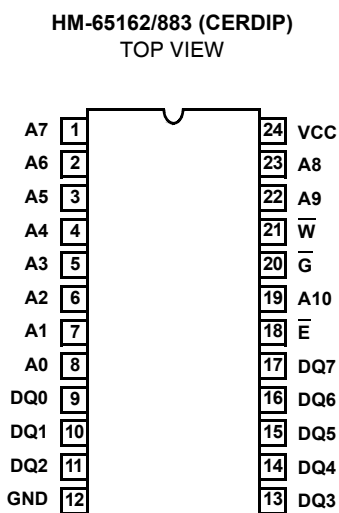 HM-65162/883 (CERDIP)
TOP VIEW
A7 1 24 VCC
A6 2 23 A8
A5 3 22 A9
A4 4 21 W̅
A3 5 20 G̅
A2 6 19 A10
A1 7 18 E̅
A0 8 17 DQ7
DQ0 9 16 DQ6
DQ1 10 15 DQ5
DQ2 11 14 DQ4
GND 12 13 DQ3